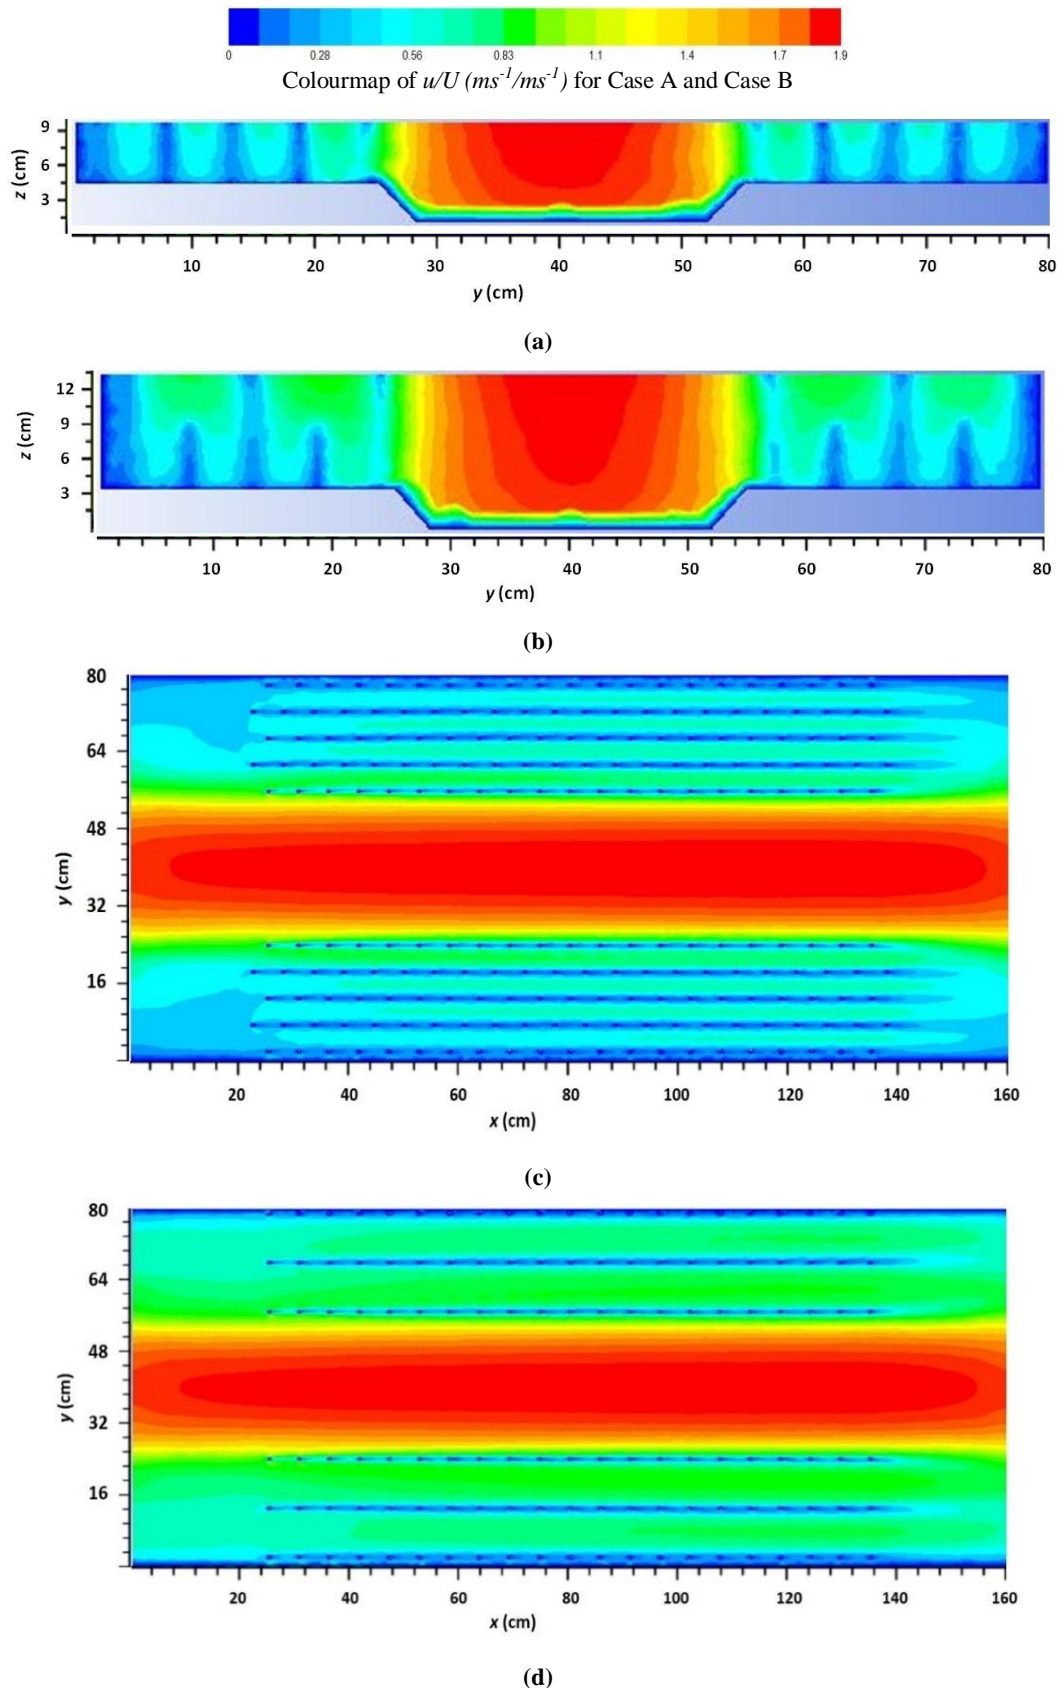 0 0.28 0.56 0.83 1.1 1.4 1.7 1.9
Colourmap of u/U (ms⁻¹/ms⁻¹) for Case A and Case B
9
6
3
z (cm)
10 20 30 40 50 60 70 80
y (cm)
(a)
12
9
6
3
z (cm)
10 20 30 40 50 60 70 80
y (cm)
(b)
80
64
48
32
16
y (cm)
20 40 60 80 100 120 140 160
x (cm)
(c)
80
64
48
32
16
y (cm)
20 40 60 80 100 120 140 160
x (cm)
(d)